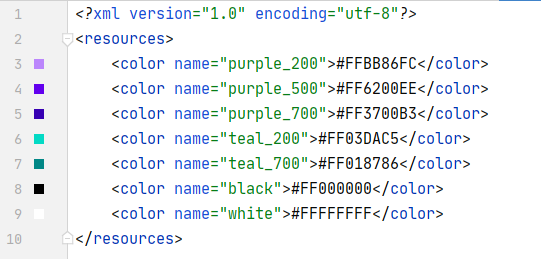 1 <?xml version="1.0" encoding="utf-8"?>
2 <resources>
3     <color name="purple_200">#FFBB86FC</color>
4     <color name="purple_500">#FF6200EE</color>
5     <color name="purple_700">#FF3700B3</color>
6     <color name="teal_200">#FF03DAC5</color>
7     <color name="teal_700">#FF018786</color>
8     <color name="black">#FF000000</color>
9     <color name="white">#FFFFFFFF</color>
10 </resources>